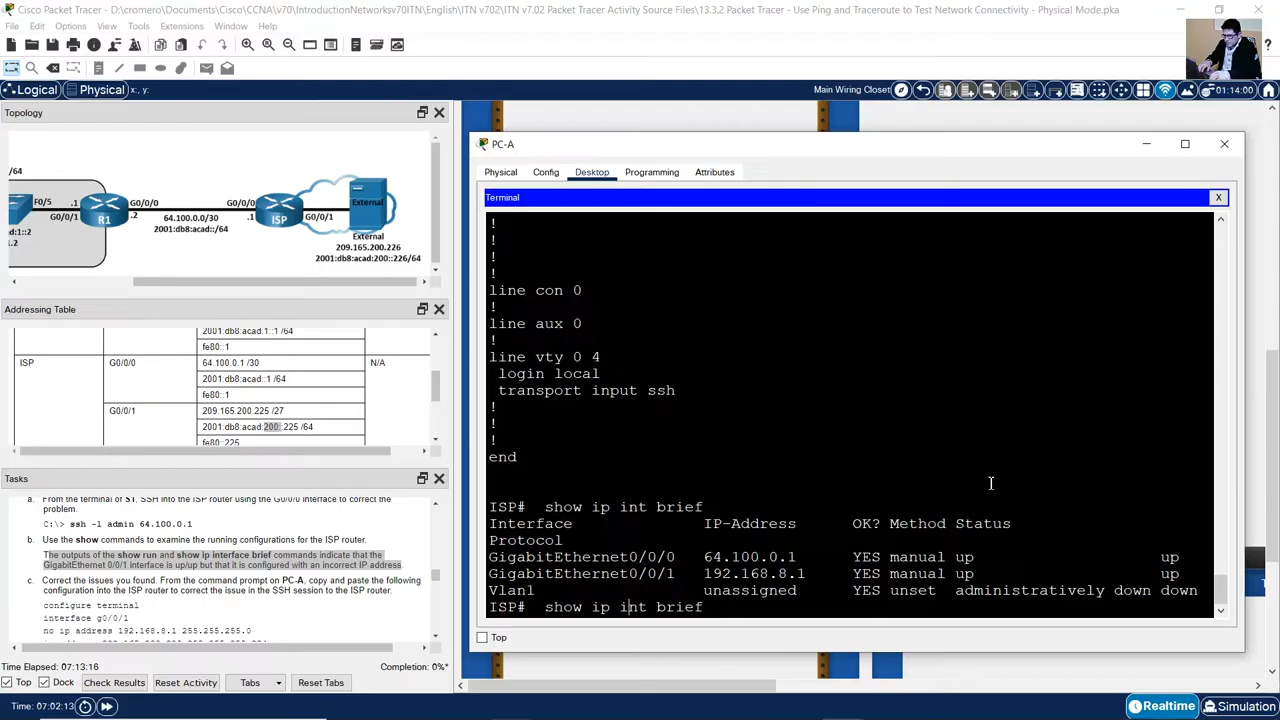 Cisco Packet Tracer - D:\cromero\Documents\Cisco\CCNA\v70\IntroductionNetworksv70ITN\English\ITN v702\ITN v7.02 Packet Tracer Activity Source Files\13.3.2 Packet Tracer - Use Ping and Traceroute to Test Network Connectivity - Physical Mode.pka
File Edit Options View Tools Extensions Window Help
Logical Physical x:, y: Main Wiring Closet 01:14:00
Topology
/64
F0/5 .1 G0/0/0 G0/0/0 External
G0/0/1 R1 .2 64.100.0.0/30 .1 ISP G0/0/1
2001:db8:acad::/64
:1::2
1.2
External
209.165.200.226
2001:db8:acad:200::226/64
Addressing Table
2001:db8:acad:1::1 /64
fe80::1
ISP G0/0/0 64.100.0.1 /30 N/A
2001:db8:acad::1 /64
fe80::1
G0/0/1 209.165.200.225 /27
2001:db8:acad:200::225 /64
fe80::225
Tasks
a. From the terminal of S1, SSH into the ISP router using the G0/0/0 interface to correct the
problem.
C:\> ssh -l admin 64.100.0.1
b. Use the show commands to examine the running configurations for the ISP router.
The outputs of the show run and show ip interface brief commands indicate that the
GigabitEthernet 0/0/1 interface is up/up but that it is configured with an incorrect IP address.
c. Correct the issues you found. From the command prompt on PC-A, copy and paste the following
configuration into the ISP router to correct the issue in the SSH session to the ISP router.
configure terminal
interface g0/0/1
no ip address 192.168.8.1 255.255.255.0
Time Elapsed: 07:13:16 Completion: 0%*
Top Dock Check Results Reset Activity Tabs Reset Tabs
PC-A
Physical Config Desktop Programming Attributes
Terminal X
!
!
!
!
line con 0
!
line aux 0
!
line vty 0 4
login local
transport input ssh
!
!
!
end
ISP# show ip int brief
Interface IP-Address OK? Method Status
Protocol
GigabitEthernet0/0/0 64.100.0.1 YES manual up up
GigabitEthernet0/0/1 192.168.8.1 YES manual up up
Vlan1 unassigned YES unset administratively down down
ISP# show ip int brief
Top
Time: 07:02:13 Realtime Simulation